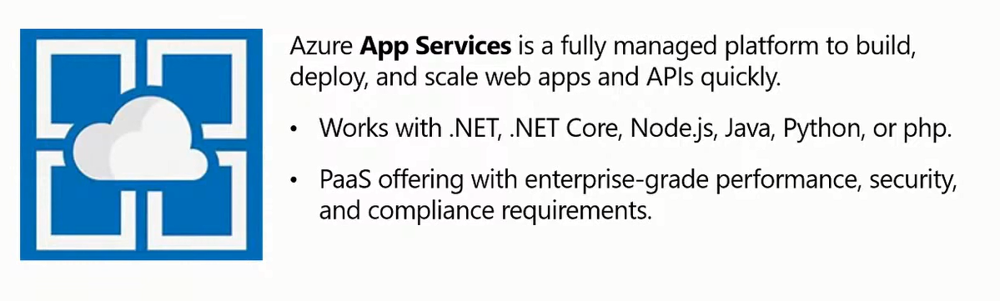 Azure App Services is a fully managed platform to build,
deploy, and scale web apps and APIs quickly.
• Works with .NET, .NET Core, Node.js, Java, Python, or php.
• PaaS offering with enterprise-grade performance, security,
and compliance requirements.